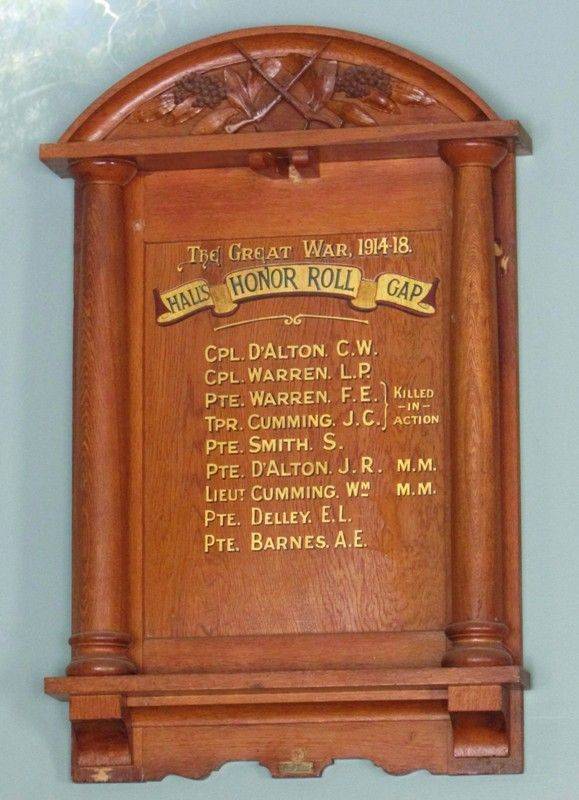 The Great War, 1914-18.
HALL'S HONOR ROLL GAP
CPL. D'ALTON. C.W.
CPL. WARREN. L.P.
PTE. WARREN. F.E. KILLED
TPR. CUMMING. J.C. -IN- ACTION
PTE. SMITH. S.
PTE. D'ALTON. J.R. M.M.
LIEUT CUMMING. WM M.M.
PTE. DELLEY. E.L.
PTE. BARNES. A.E.